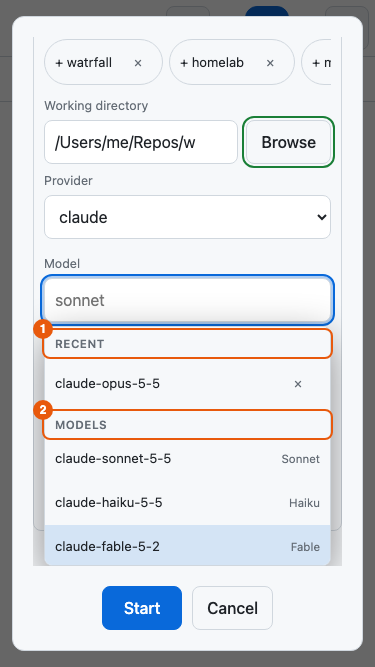 + watrfall ×
+ homelab ×
+ m
Working directory
/Users/me/Repos/w
Browse
Provider
claude
Model
sonnet
1
RECENT
claude-opus-5-5 ×
2
MODELS
claude-sonnet-5-5 Sonnet
claude-haiku-5-5 Haiku
claude-fable-5-2 Fable
Start
Cancel